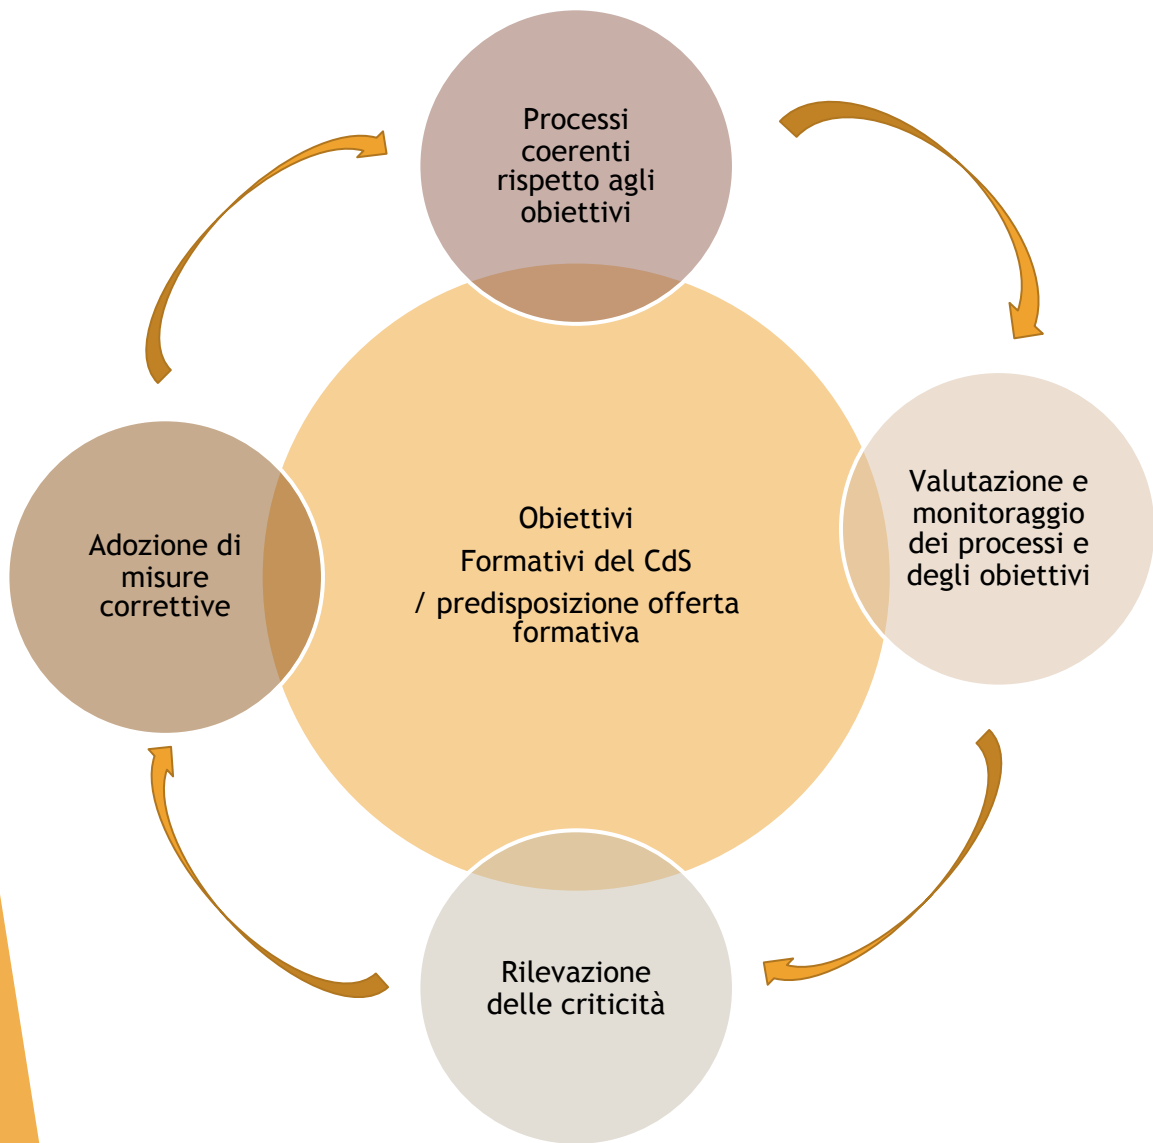 Processi
coerenti
rispetto agli
obiettivi
Valutazione e
monitoraggio
dei processi e
degli obiettivi
Obiettivi
Formativi del CdS
/ predisposizione offerta
formativa
Adozione di
misure
correttive
Rilevazione
delle criticità